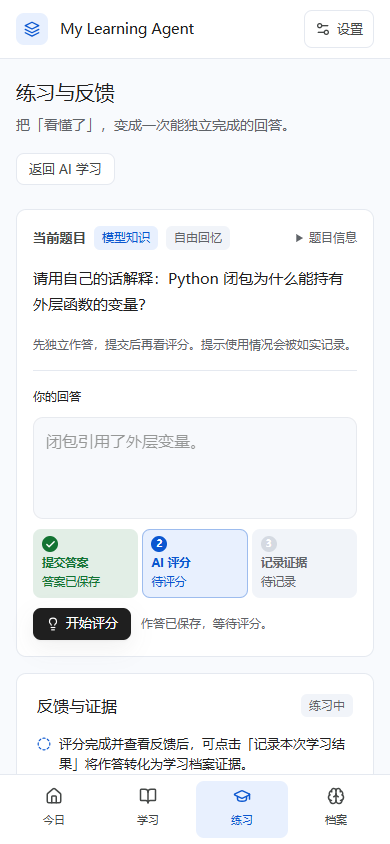 My Learning Agent
设置
练习与反馈
把「看懂了」，变成一次能独立完成的回答。
返回 AI 学习
当前题目 模型知识 自由回忆 ▶ 题目信息
请用自己的话解释：Python 闭包为什么能持有
外层函数的变量？
先独立作答，提交后再看评分。提示使用情况会被如实记录。
你的回答
闭包引用了外层变量。
2 3
提交答案 AI 评分 记录证据
答案已保存 待评分 待记录
开始评分 作答已保存，等待评分。
反馈与证据 练习中
评分完成并查看反馈后，可点击「记录本次学习结
果」将作答转化为学习档案证据。
今日 学习 练习 档案